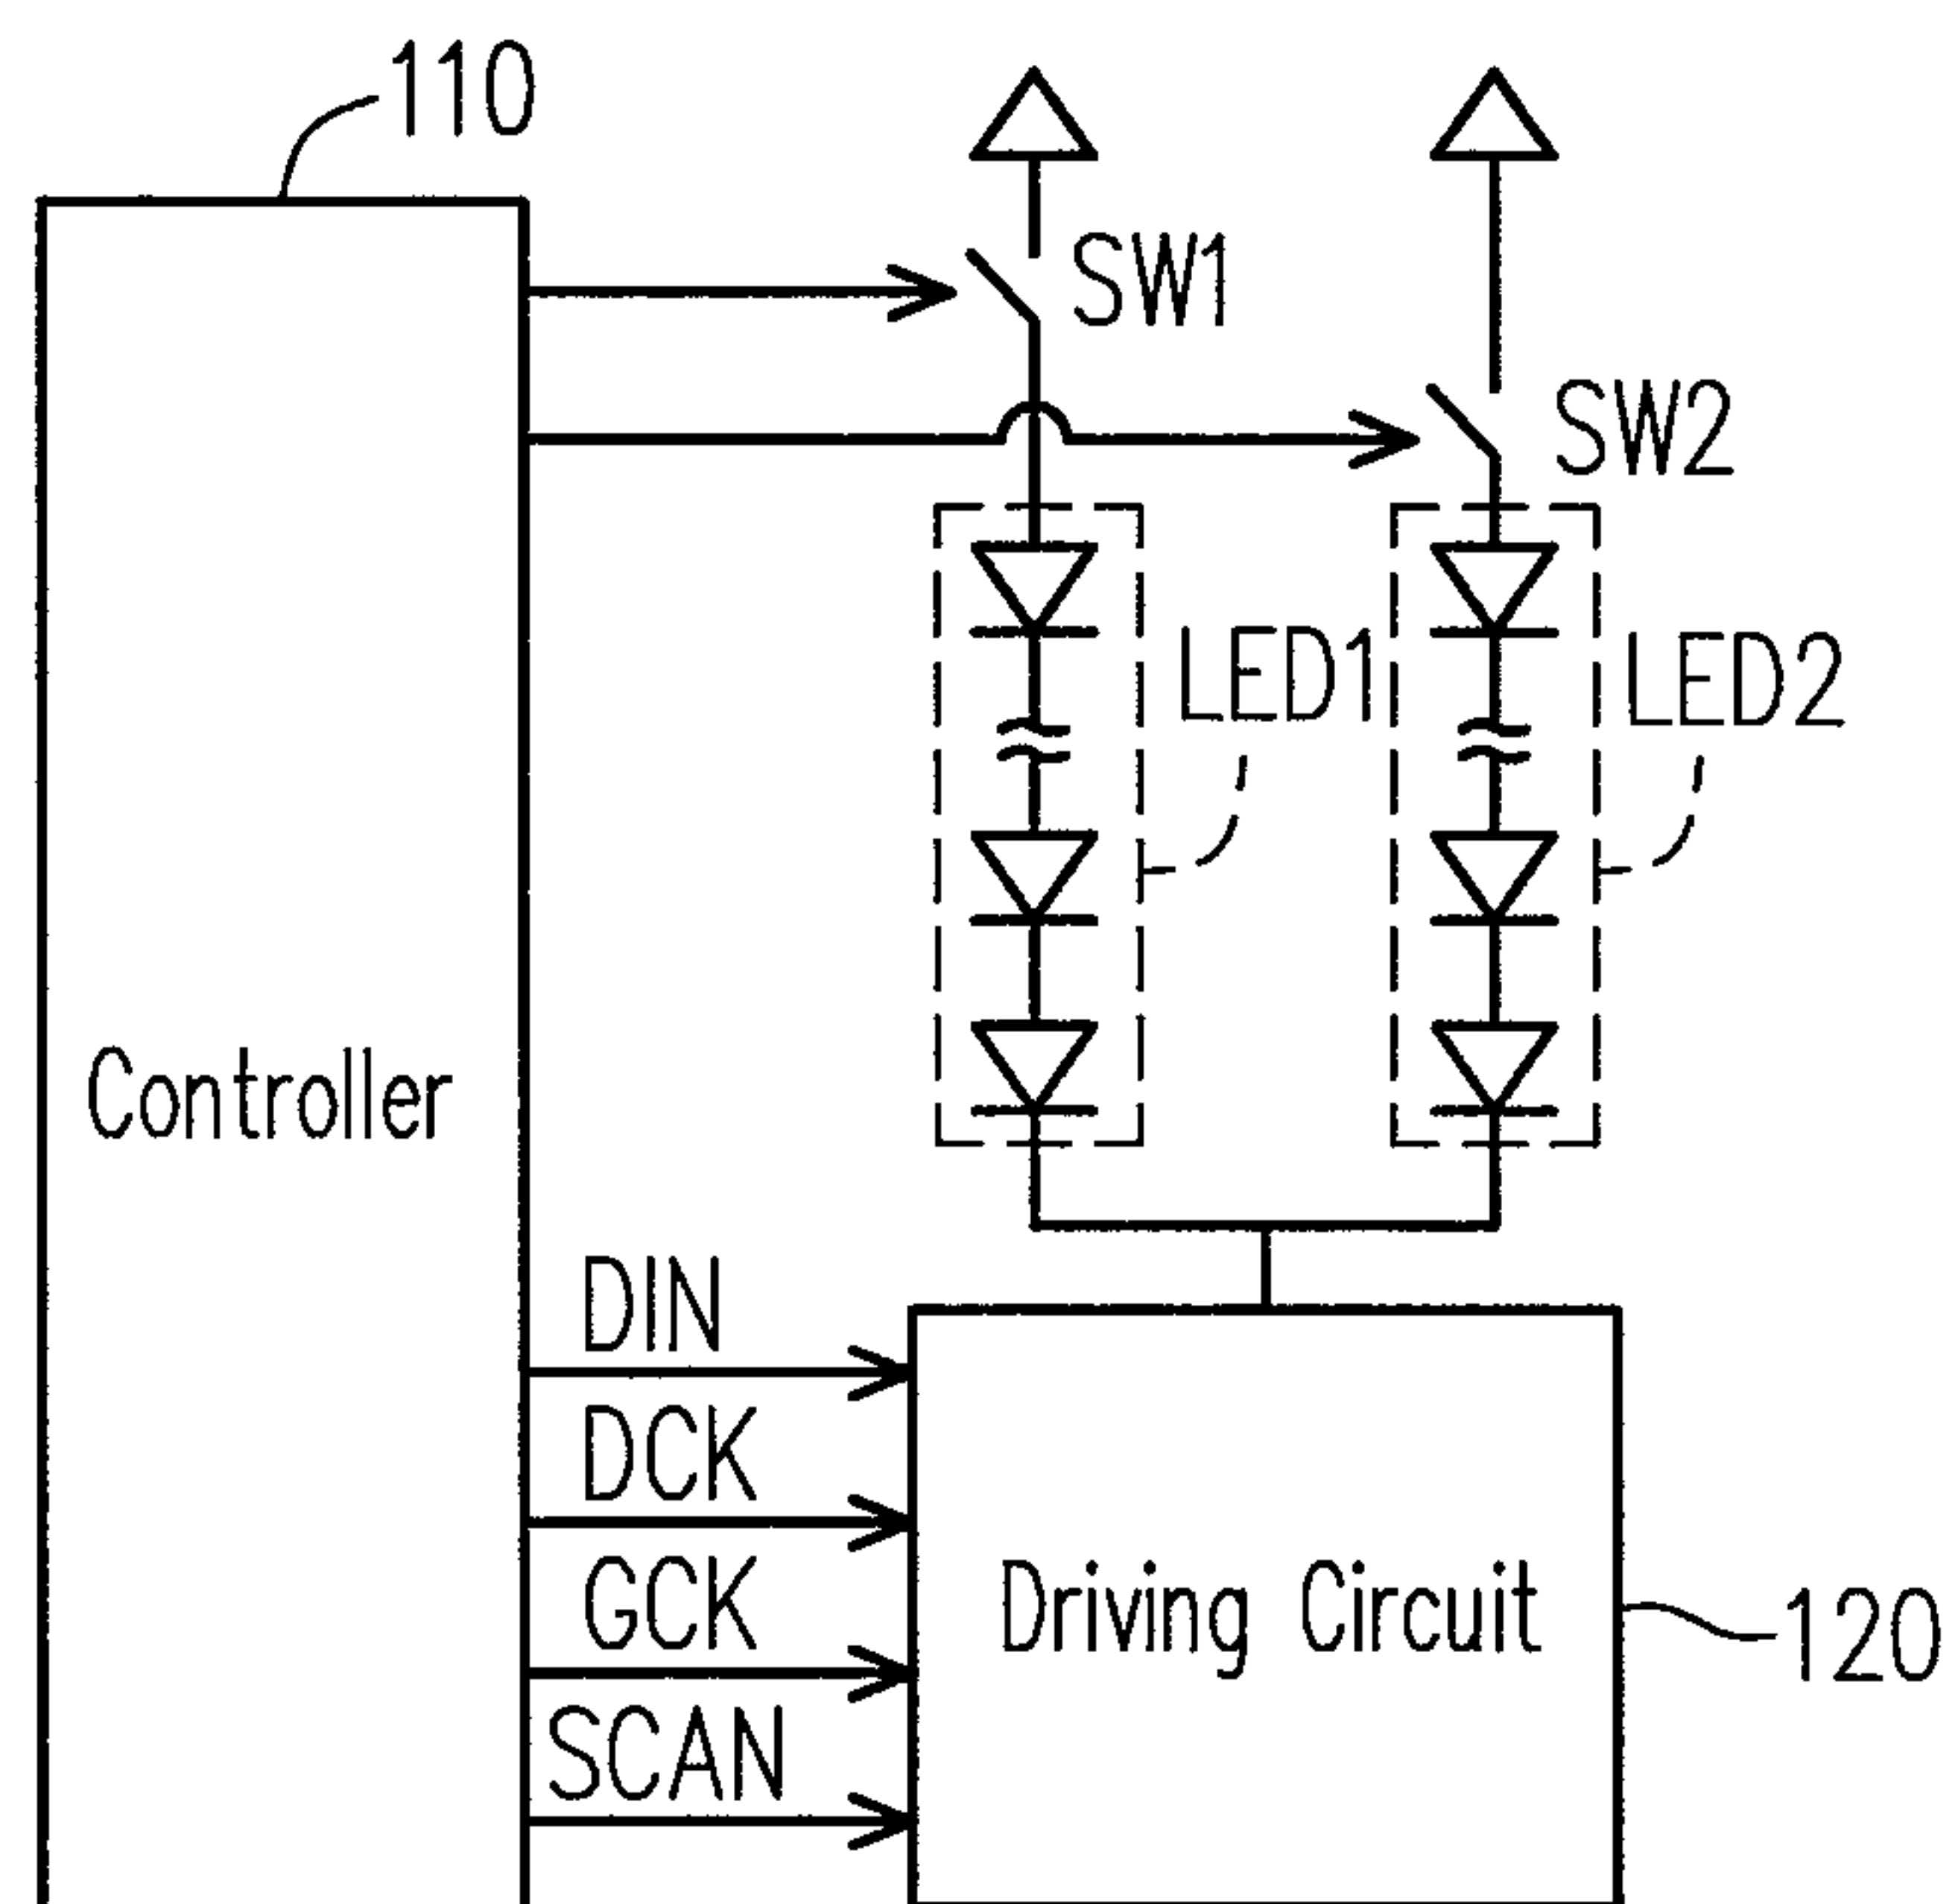 110
SW1
SW2
LED1
LED2
Controller
DIN
DCK
GCK
Driving Circuit
120
SCAN